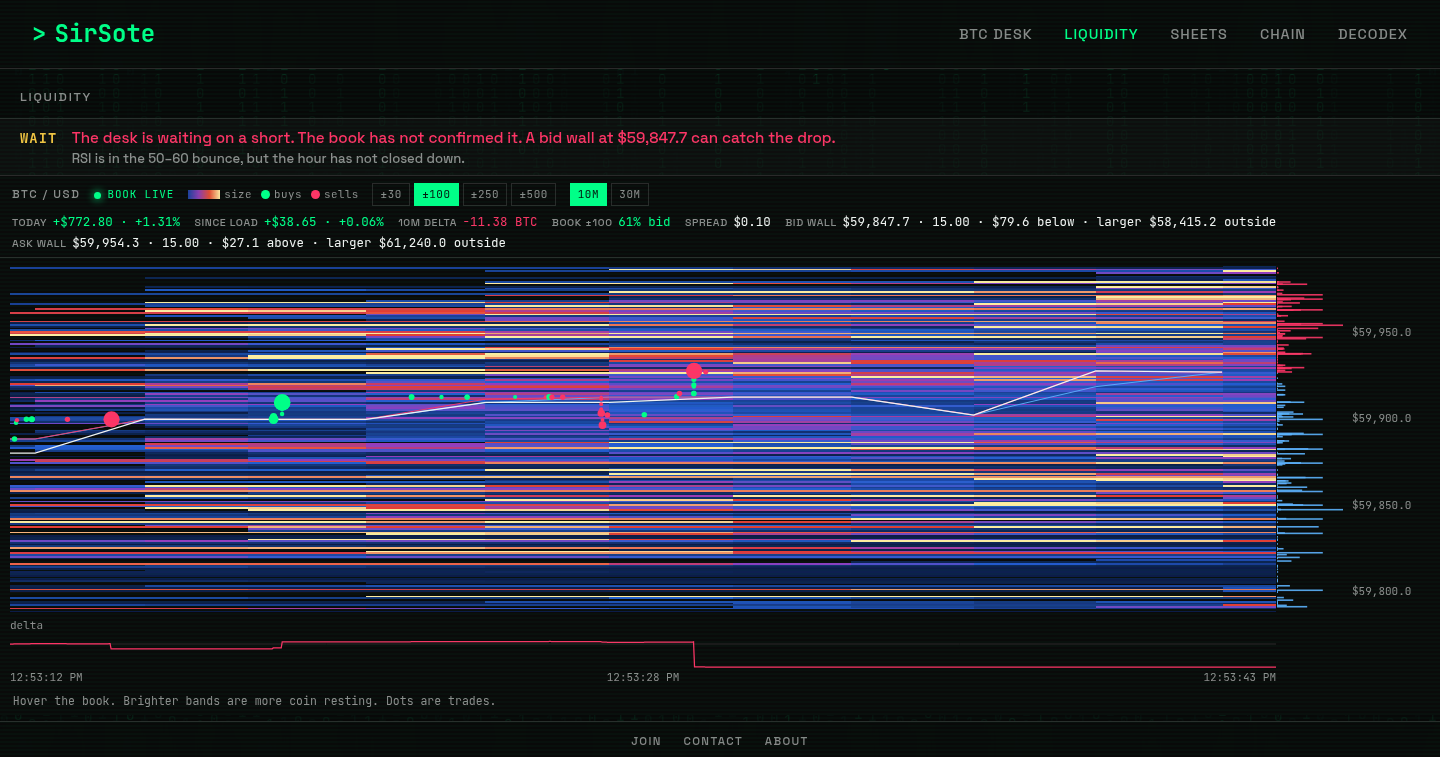 > SirSote
BTC DESK LIQUIDITY SHEETS CHAIN DECODEX
LIQUIDITY
WAIT The desk is waiting on a short. The book has not confirmed it. A bid wall at $59,847.7 can catch the drop.
RSI is in the 50–60 bounce, but the hour has not closed down.
BTC / USD BOOK LIVE size buys sells ±30 ±100 ±250 ±500 10M 30M
TODAY +$772.80 · +1.31% SINCE LOAD +$38.65 · +0.06% 10M DELTA -11.38 BTC BOOK ±100 61% bid SPREAD $0.10 BID WALL $59,847.7 · 15.00 · $79.6 below · larger $58,415.2 outside
ASK WALL $59,954.3 · 15.00 · $27.1 above · larger $61,240.0 outside
$59,950.0
$59,900.0
$59,850.0
$59,800.0
delta
12:53:12 PM 12:53:28 PM 12:53:43 PM
Hover the book. Brighter bands are more coin resting. Dots are trades.
JOIN CONTACT ABOUT